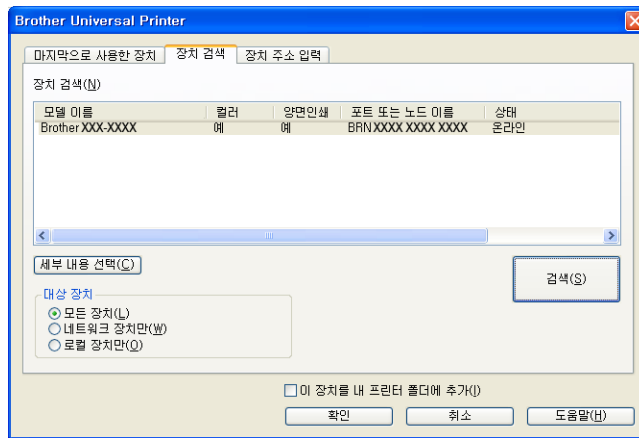 Brother Universal Printer
마지막으로 사용한 장치 장치 검색 장치 주소 입력
장치 검색(N)
모델 이름 컬러 양면인쇄 포트 또는 노드 이름 상태
Brother XXX-XXXX 예 예 BRN XXXX XXXX XXXX 온라인
세부 내용 선택(C)
검색(S)
대상 장치
모든 장치(L)
네트워크 장치만(W)
로컬 장치만(O)
이 장치를 내 프린터 폴더에 추가(I)
확인 취소 도움말(H)